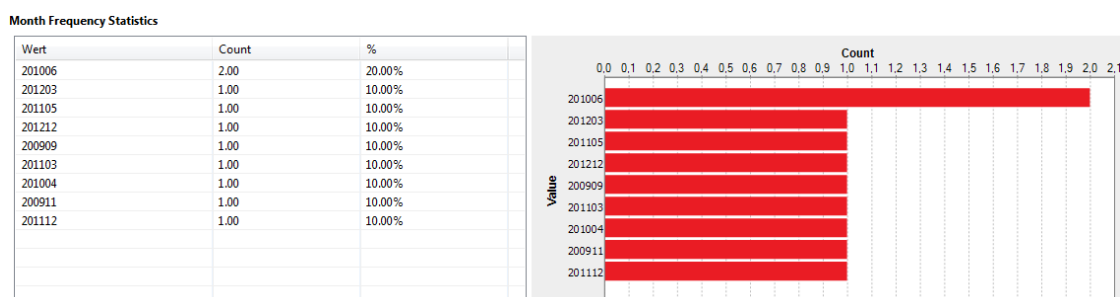 Month Frequency Statistics
Wert Count %
201006 2.00 20.00%
201203 1.00 10.00%
201105 1.00 10.00%
201212 1.00 10.00%
200909 1.00 10.00%
201103 1.00 10.00%
201004 1.00 10.00%
200911 1.00 10.00%
201112 1.00 10.00%
Count
0,0 0,1 0,2 0,3 0,4 0,5 0,6 0,7 0,8 0,9 1,0 1,1 1,2 1,3 1,4 1,5 1,6 1,7 1,8 1,9 2,0 2,1
Value
201006
201203
201105
201212
200909
201103
201004
200911
201112